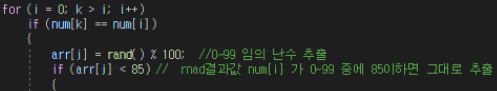 for (i = 0; k > i; i++)
if (num[k] == num[i])
{
arr[j] = rand() % 100; //0~99 임의 난수 추출
if (arr[j] < 85) // rnad결과값 num[i] 가 0~99 중에 85이하면 그대로 추출
{